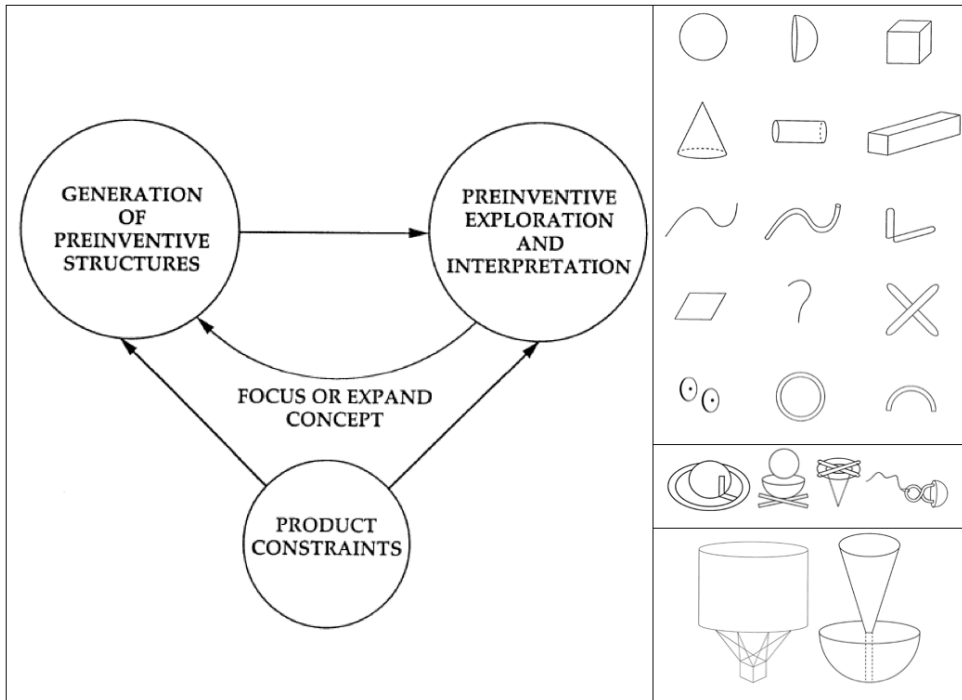 GENERATION
OF
PREINVENTIVE
STRUCTURES
PREINVENTIVE
EXPLORATION
AND
INTERPRETATION
FOCUS OR EXPAND
CONCEPT
PRODUCT
CONSTRAINTS